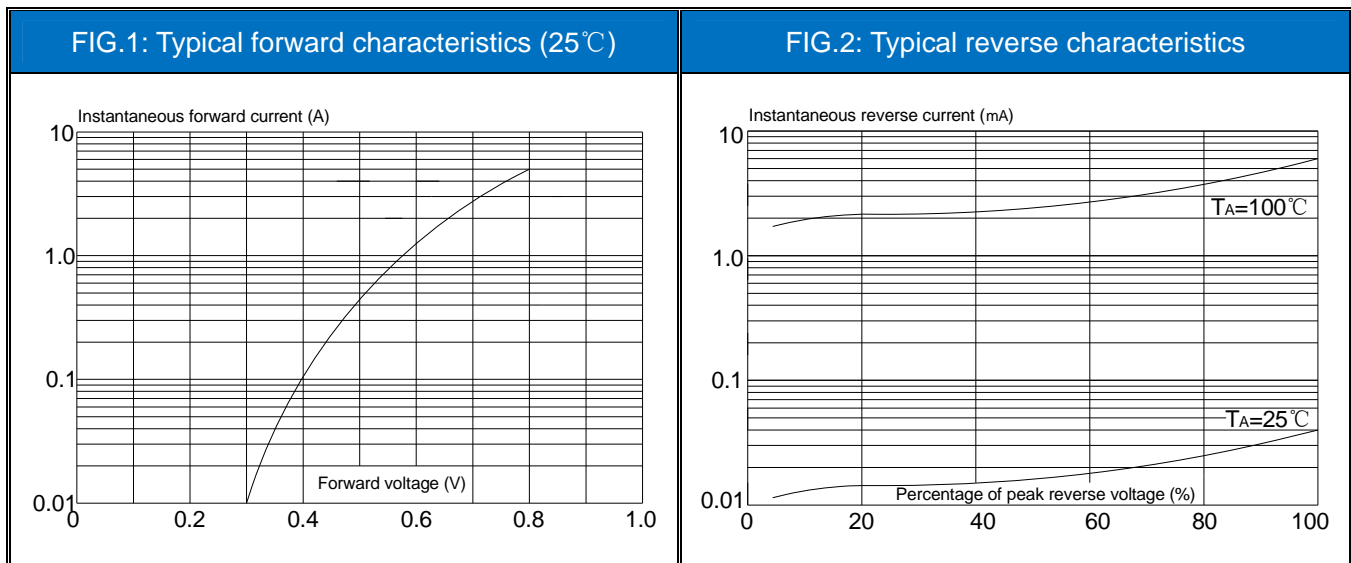 FIG.1: Typical forward characteristics (25℃)
Instantaneous forward current (A)
10
1.0
0.1
0.01
0
0.2
0.4
0.6
0.8
1.0
Forward voltage (V)
FIG.2: Typical reverse characteristics
Instantaneous reverse current (mA)
10
TA=100℃
1.0
0.1
TA=25℃
0.01
Percentage of peak reverse voltage (%)
0
20
40
60
80
100